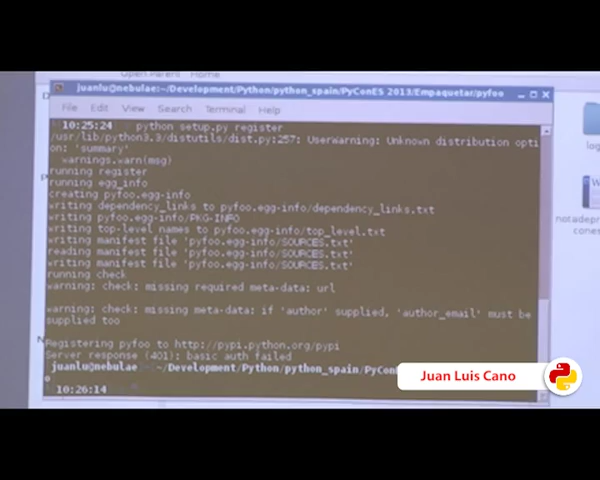 Open Parent Home
juanlu@nebulae:~/Development/Python/python_spain/PyConES 2013/Empaquetar/pyfoo
File Edit View Search Terminal Help
10:25:24 python setup.py register
/usr/lib/python3.3/distutils/dist.py:257: UserWarning: Unknown distribution opti
on: 'summary'
warnings.warn(msg)
running register
running egg_info
creating pyfoo.egg-info
writing dependency_links to pyfoo.egg-info/dependency_links.txt
writing pyfoo.egg-info/PKG-INFO
writing top-level names to pyfoo.egg-info/top_level.txt
writing manifest file 'pyfoo.egg-info/SOURCES.txt'
reading manifest file 'pyfoo.egg-info/SOURCES.txt'
writing manifest file 'pyfoo.egg-info/SOURCES.txt'
running check
warning: check: missing required meta-data: url
warning: check: missing meta-data: if 'author' supplied, 'author_email' must be
supplied too
Registering pyfoo to http://pypi.python.org/pypi
Server response (401): basic auth failed
juanlu@nebulae ~/Development/Python/python_spain/PyCon
o
10:26:14
log
notadepr
cones
Juan Luis Cano